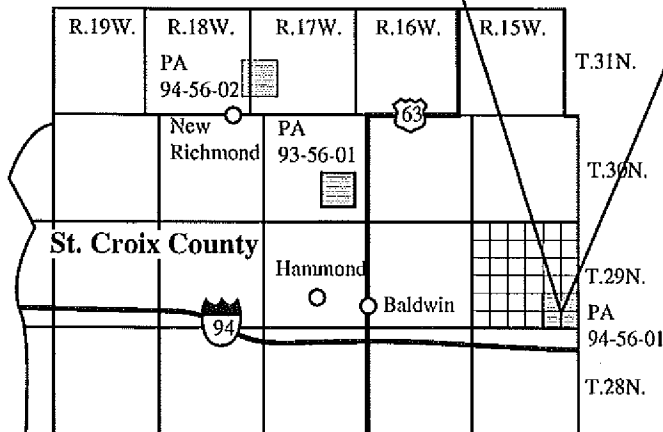 R.19W. R.18W. R.17W. R.16W. R.15W.
T.31N.
PA
94-56-02
63
New
Richmond
PA
93-56-01
T.30N.
St. Croix County
Hammond
T.29N.
Baldwin
PA
94-56-01
94
T.28N.